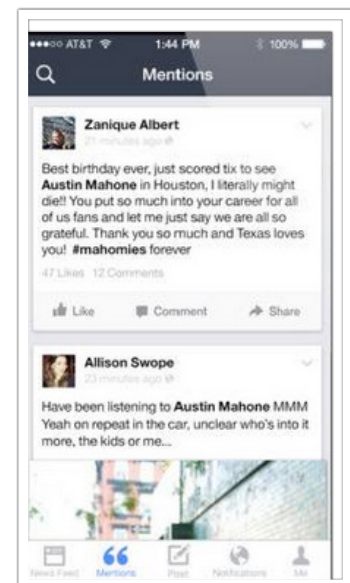 AT&T 1:44 PM 100%
Mentions
Zanique Albert
21 minutes ago
Best birthday ever, just scored tix to see
Austin Mahone in Houston, I literally might
die!! You put so much into your career for all
of us fans and let me just say we are all so
grateful. Thank you so much and Texas loves
you! #mahomies forever
47 Likes 12 Comments
Like Comment Share
Allison Swope
23 minutes ago
Have been listening to Austin Mahone MMM
Yeah on repeat in the car, unclear who's into it
more, the kids or me...
News Feed Mentions Post Notifications Me